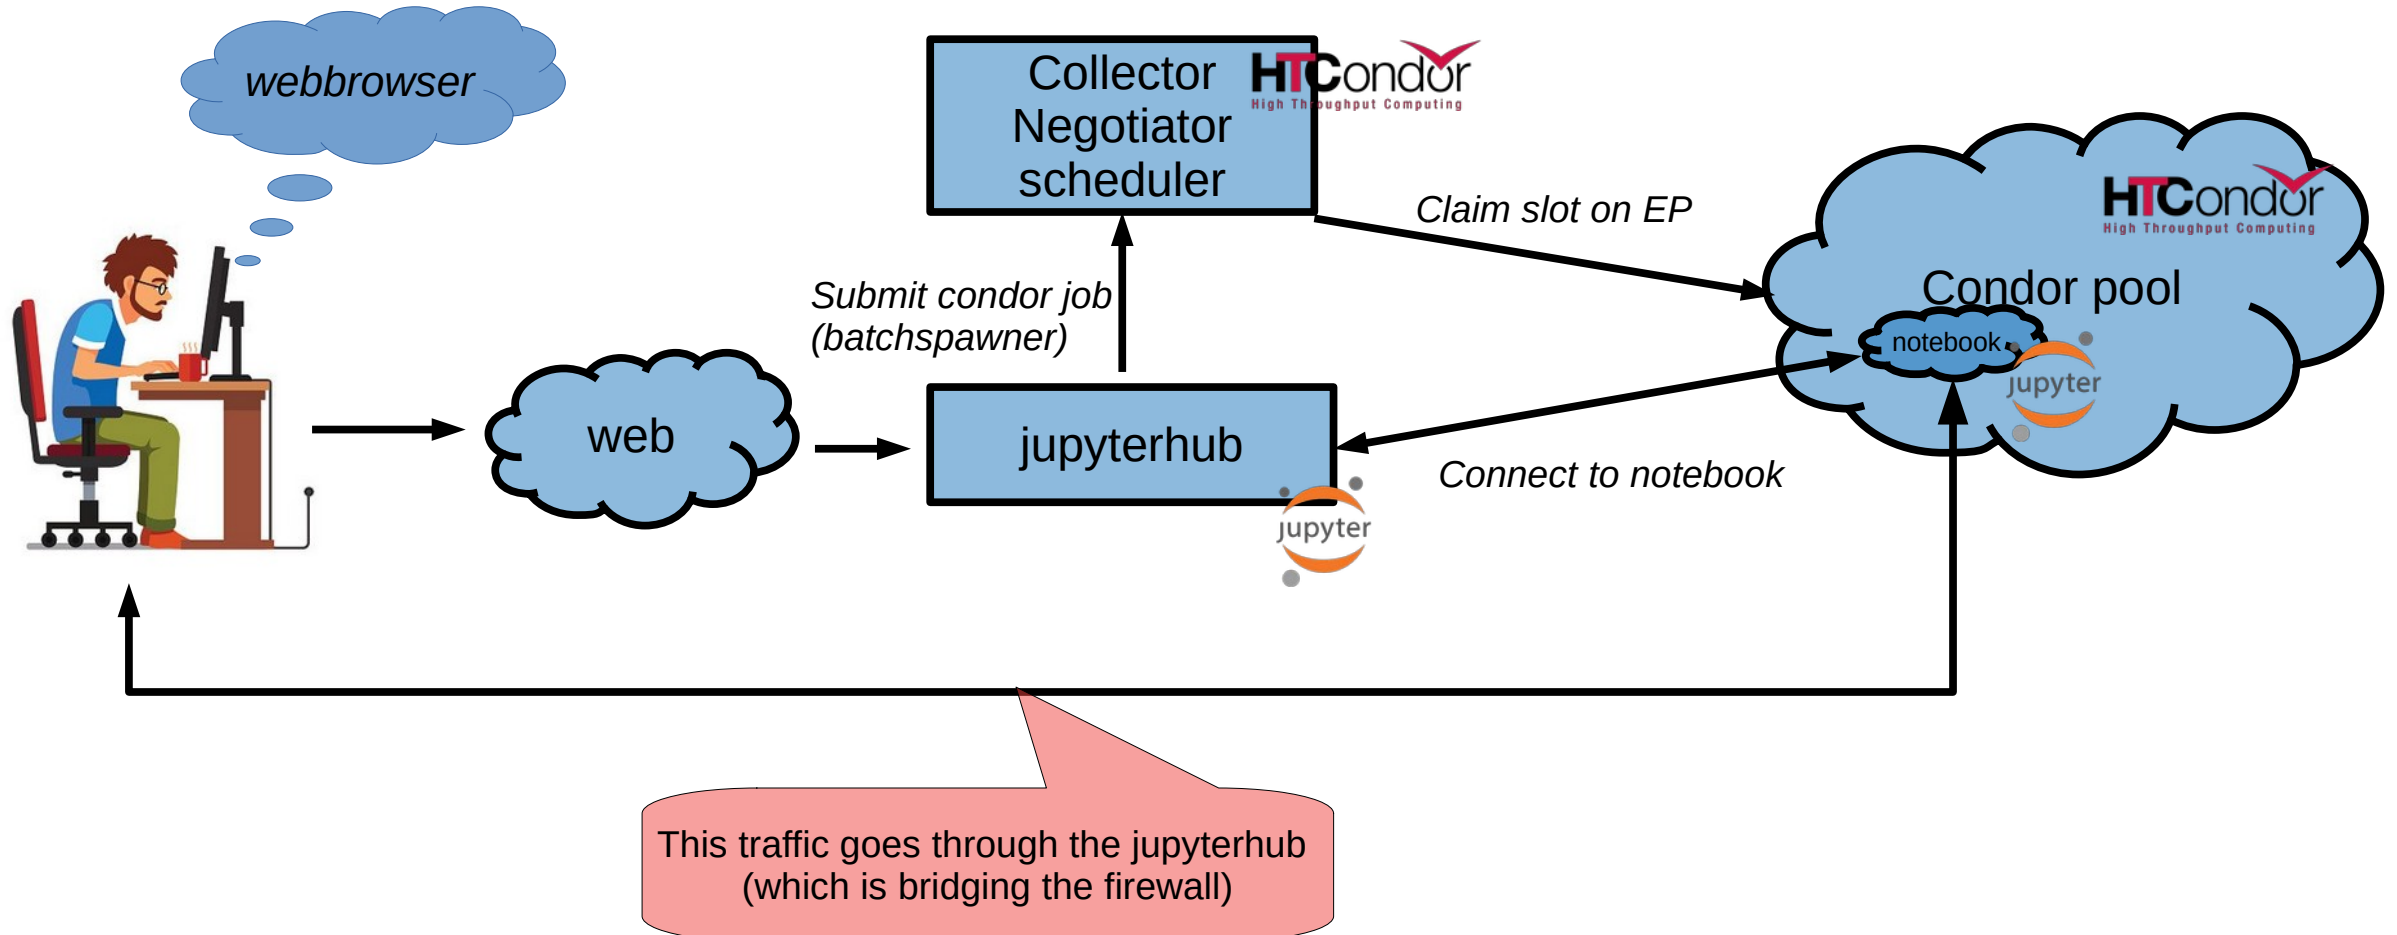 webbrowser
Collector
Negotiator
scheduler
HTCondor
High Throughput Computing
Claim slot on EP
HTCondor
High Throughput Computing
Condor pool
Submit condor job
(batchspawner)
notebook
jupyter
web
jupyterhub
Connect to notebook
jupyter
This traffic goes through the jupyterhub
(which is bridging the firewall)